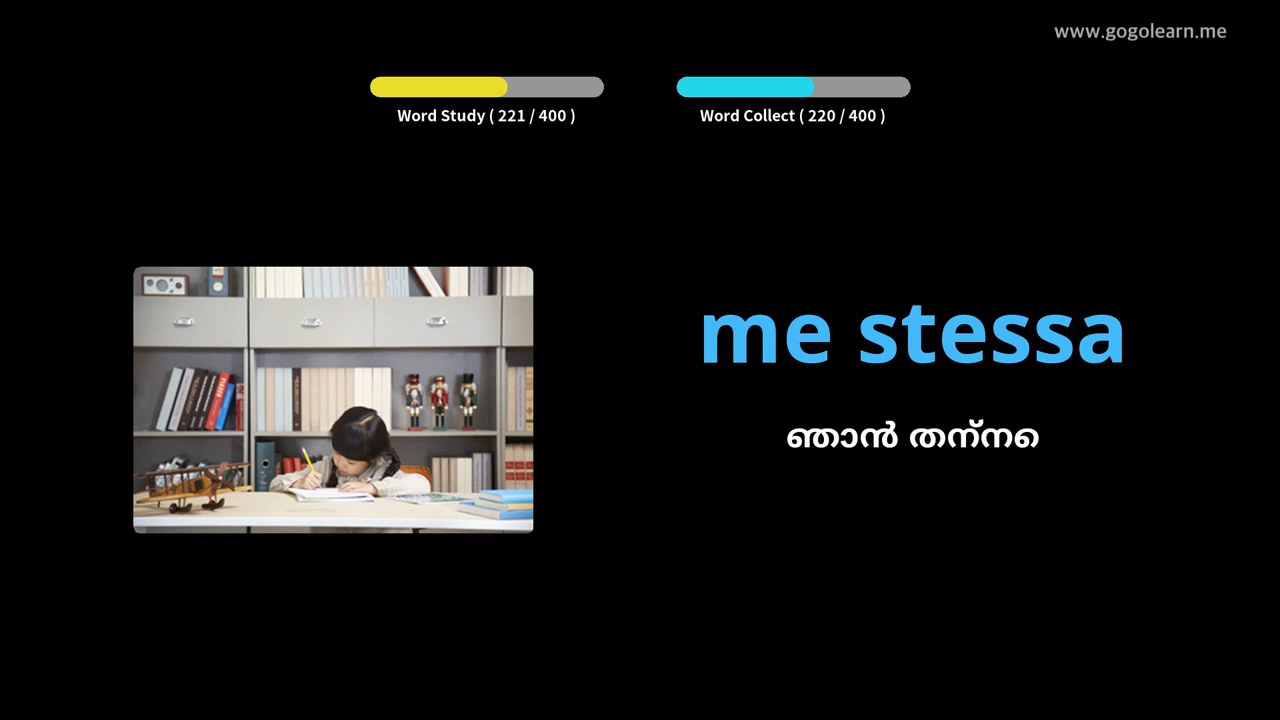 www.gogolearn.me
Word Study ( 221 / 400 )
Word Collect ( 220 / 400 )
me stessa
ഞാൻ തന്നെ